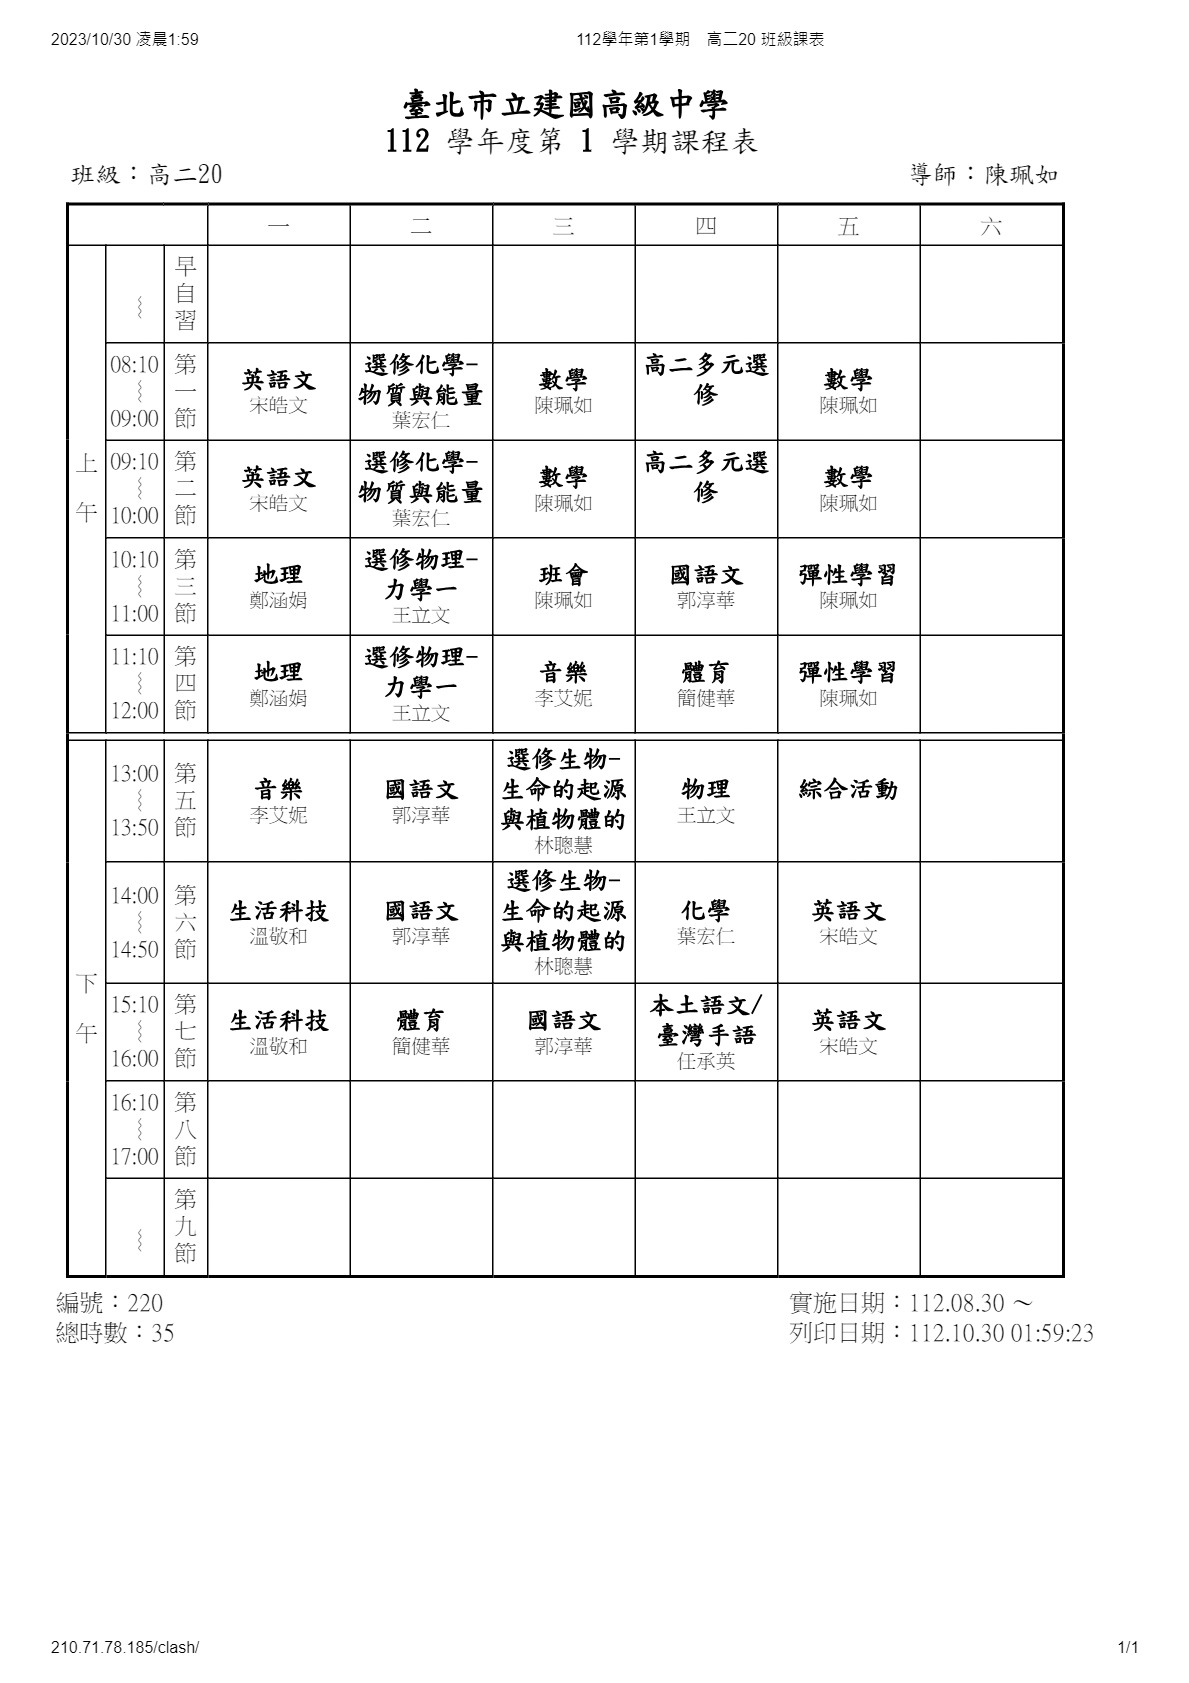 2023/10/30 凌晨1:59
112學年第1學期　高二20 班級課表
臺北市立建國高級中學
112 學年度第 1 學期課程表
班級：高二20
導師：陳珮如
一 二 三 四 五 六
上午
～
早自習
08:10
～
09:00
第一節
英語文
宋皓文
選修化學-
物質與能量
葉宏仁
數學
陳珮如
高二多元選
修
數學
陳珮如
09:10
～
10:00
第二節
英語文
宋皓文
選修化學-
物質與能量
葉宏仁
數學
陳珮如
高二多元選
修
數學
陳珮如
10:10
～
11:00
第三節
地理
鄭涵娟
選修物理-
力學一
王立文
班會
陳珮如
國語文
郭淳華
彈性學習
陳珮如
11:10
～
12:00
第四節
地理
鄭涵娟
選修物理-
力學一
王立文
音樂
李艾妮
體育
簡健華
彈性學習
陳珮如
下午
13:00
～
13:50
第五節
音樂
李艾妮
國語文
郭淳華
選修生物-
生命的起源
與植物體的
林聰慧
物理
王立文
綜合活動
14:00
～
14:50
第六節
生活科技
溫敬和
國語文
郭淳華
選修生物-
生命的起源
與植物體的
林聰慧
化學
葉宏仁
英語文
宋皓文
15:10
～
16:00
第七節
生活科技
溫敬和
體育
簡健華
國語文
郭淳華
本土語文/
臺灣手語
任承英
英語文
宋皓文
16:10
～
17:00
第八節
～
第九節
編號：220
總時數：35
實施日期：112.08.30 ～
列印日期：112.10.30 01:59:23
210.71.78.185/clash/
1/1